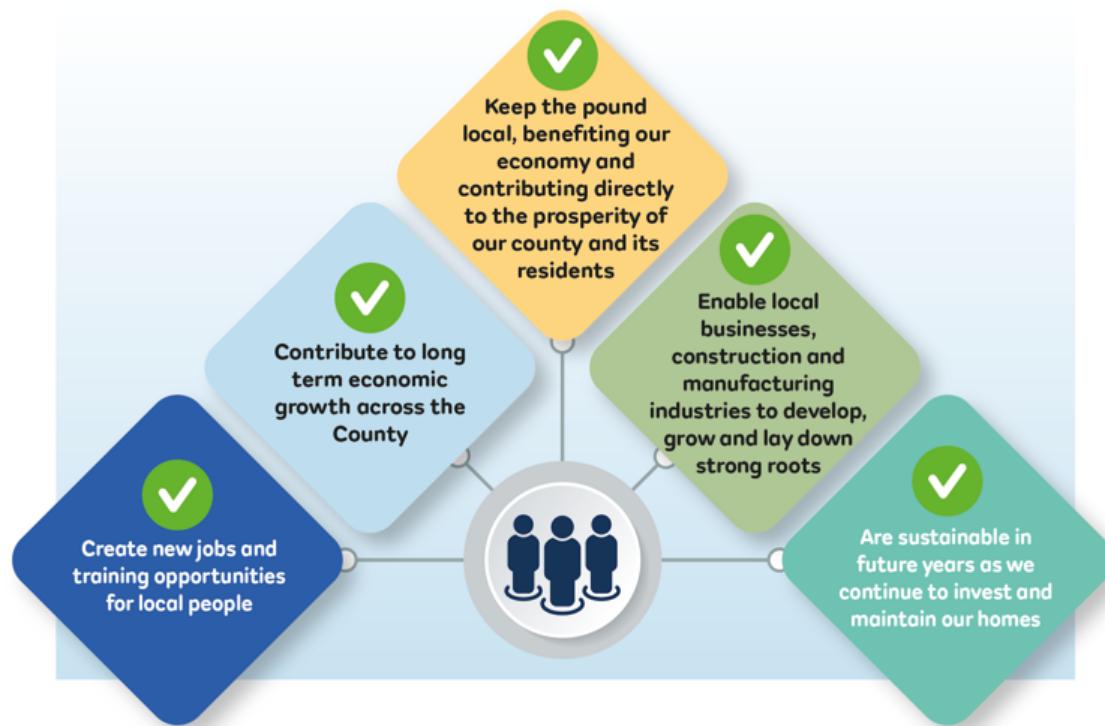 Keep the pound
local, benefiting our
economy and
contributing directly
to the prosperity of
our county and its
residents
Contribute to long
term economic
growth across the
County
Enable local
businesses,
construction and
manufacturing
industries to develop,
grow and lay down
strong roots
Create new jobs and
training opportunities
for local people
Are sustainable in
future years as we
continue to invest and
maintain our homes